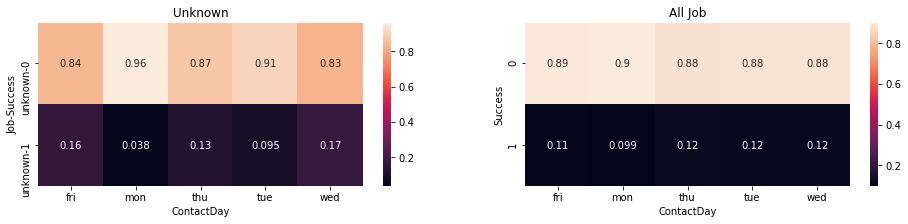 Unknown
Job-Success
unknown-0
unknown-1
0.84 0.96 0.87 0.91 0.83
0.16 0.038 0.13 0.095 0.17
fri mon thu tue wed
ContactDay
0.8
0.6
0.4
0.2
All Job
Success
0
1
0.89 0.9 0.88 0.88 0.88
0.11 0.099 0.12 0.12 0.12
fri mon thu tue wed
ContactDay
0.8
0.6
0.4
0.2